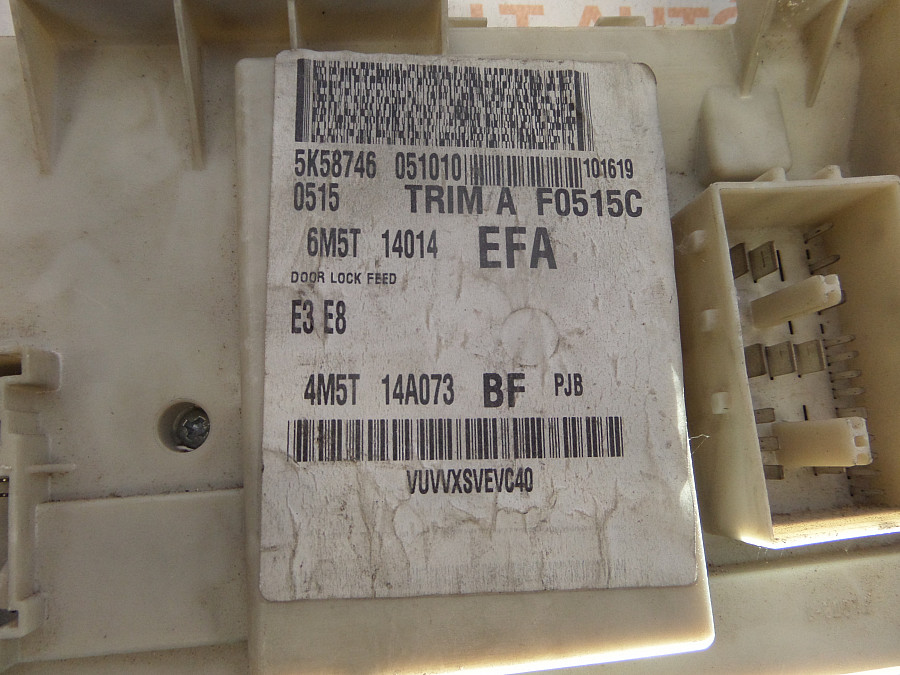 T AUTO
5K58746 051010 101619
0515 TRIM A F0515C
6M5T 14014 EFA
DOOR LOCK FEED
E3 E8
4M5T 14A073 BF PJB
VUVVXSVEVC40